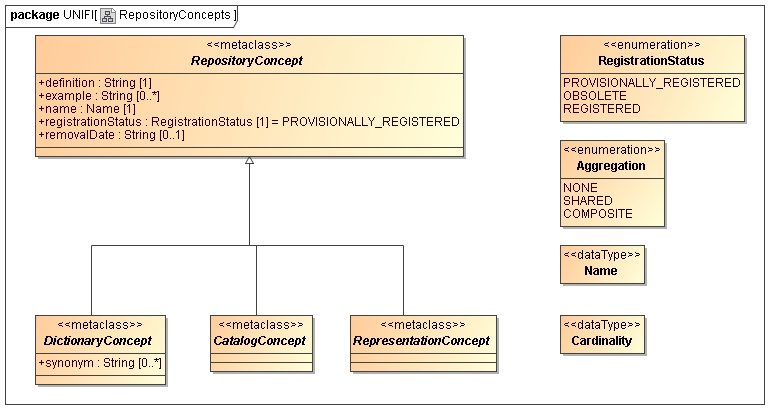 package UNIFI[ RepositoryConcepts ]
<<metaclass>>
RepositoryConcept
+definition : String [1]
+example : String [0..*]
+name : Name [1]
+registrationStatus : RegistrationStatus [1] = PROVISIONALLY_REGISTERED
+removalDate : String [0..1]
<<enumeration>>
RegistrationStatus
PROVISIONALLY_REGISTERED
OBSOLETE
REGISTERED
<<enumeration>>
Aggregation
NONE
SHARED
COMPOSITE
<<dataType>>
Name
<<metaclass>>
DictionaryConcept
+synonym : String [0..*]
<<metaclass>>
CatalogConcept
<<metaclass>>
RepresentationConcept
<<dataType>>
Cardinality